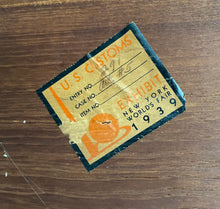 U.S. CUSTOMS
ENTRY NO.
CASE NO.
ITEM NO.
EXHIBIT
NEW YORK
WORLD'S FAIR
1939